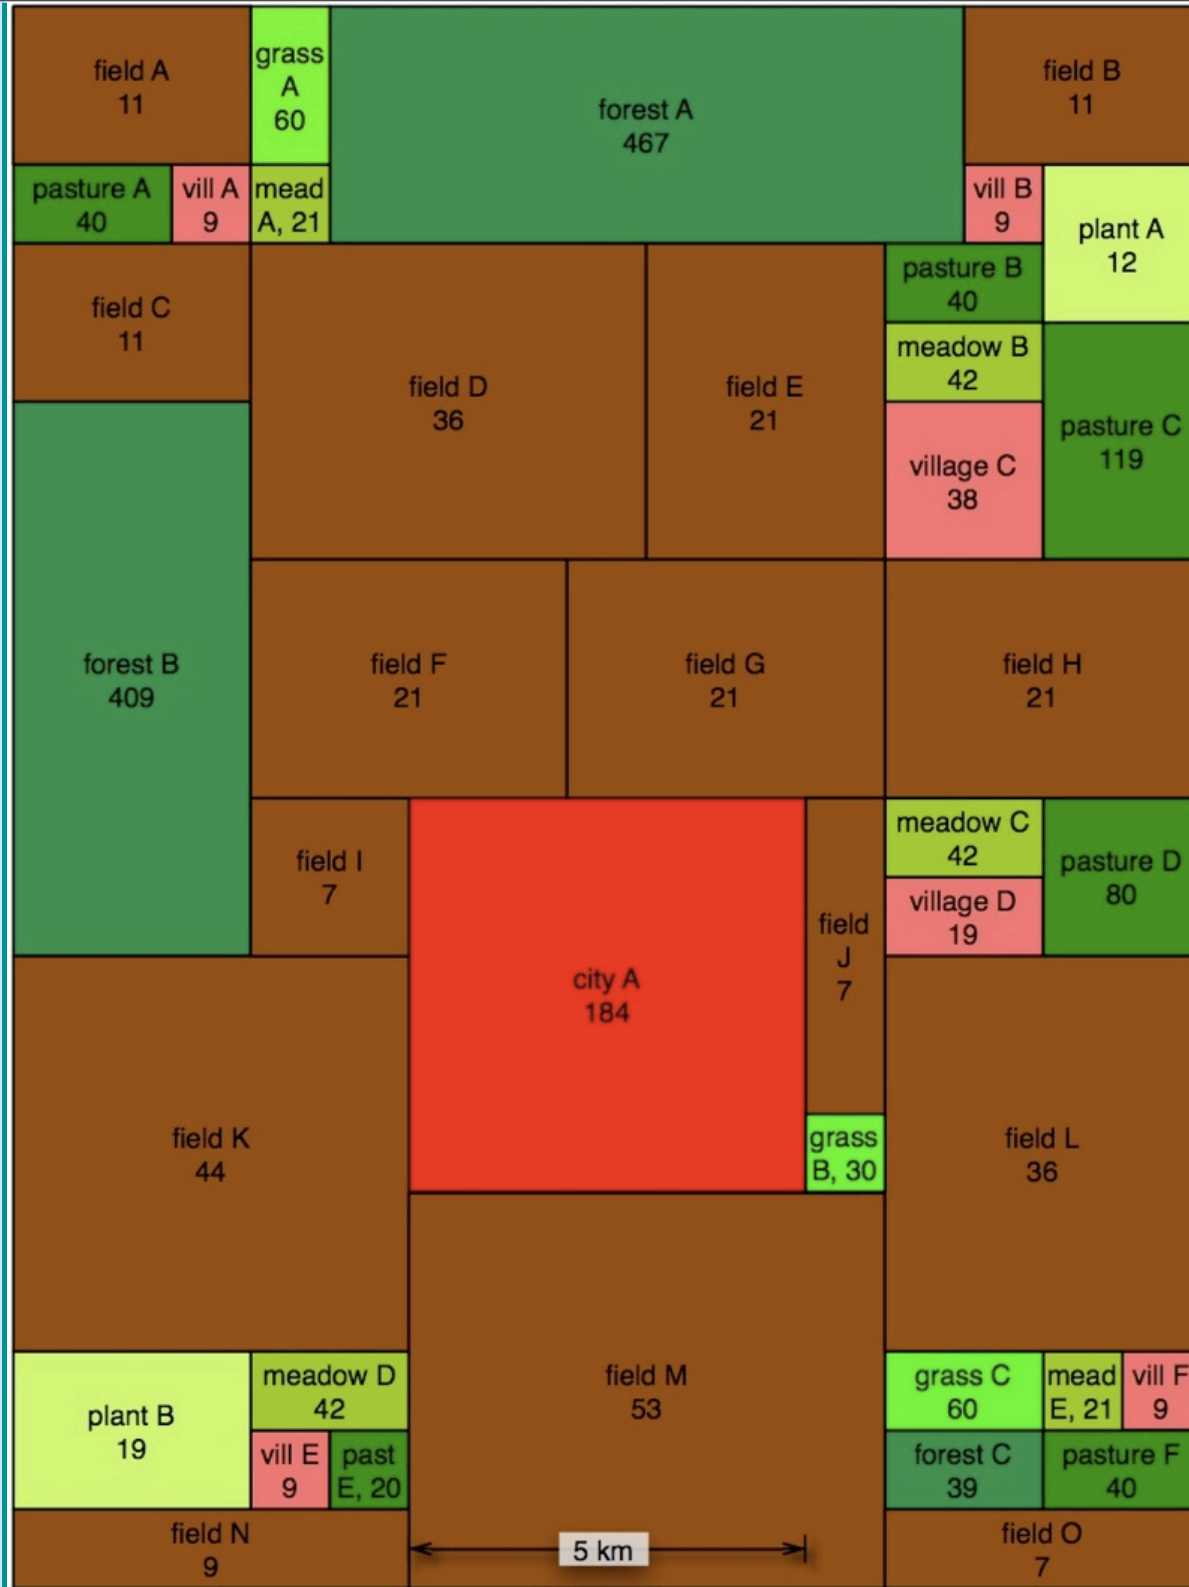 field A
11
grass
A
60
forest A
467
field B
11
pasture A
40
vill A
9
mead
A, 21
vill B
9
plant A
12
field C
11
field D
36
field E
21
pasture B
40
meadow B
42
village C
38
pasture C
119
forest B
409
field F
21
field G
21
field H
21
field I
7
city A
184
field
J
7
meadow C
42
village D
19
pasture D
80
field K
44
grass
B, 30
field L
36
plant B
19
meadow D
42
vill E
9
past
E, 20
field M
53
grass C
60
mead
E, 21
vill F
9
forest C
39
pasture F
40
field N
9
5 km
field O
7